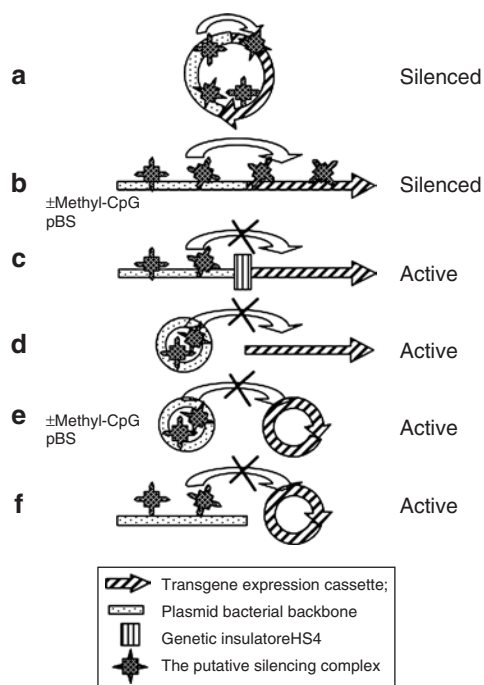 a
Silenced
b
Silenced
±Methyl-CpG
pBS
c
Active
d
Active
e
±Methyl-CpG
pBS
Active
f
Active
Transgene expression cassette;
Plasmid bacterial backbone
Genetic insulatoreHS4
The putative silencing complex